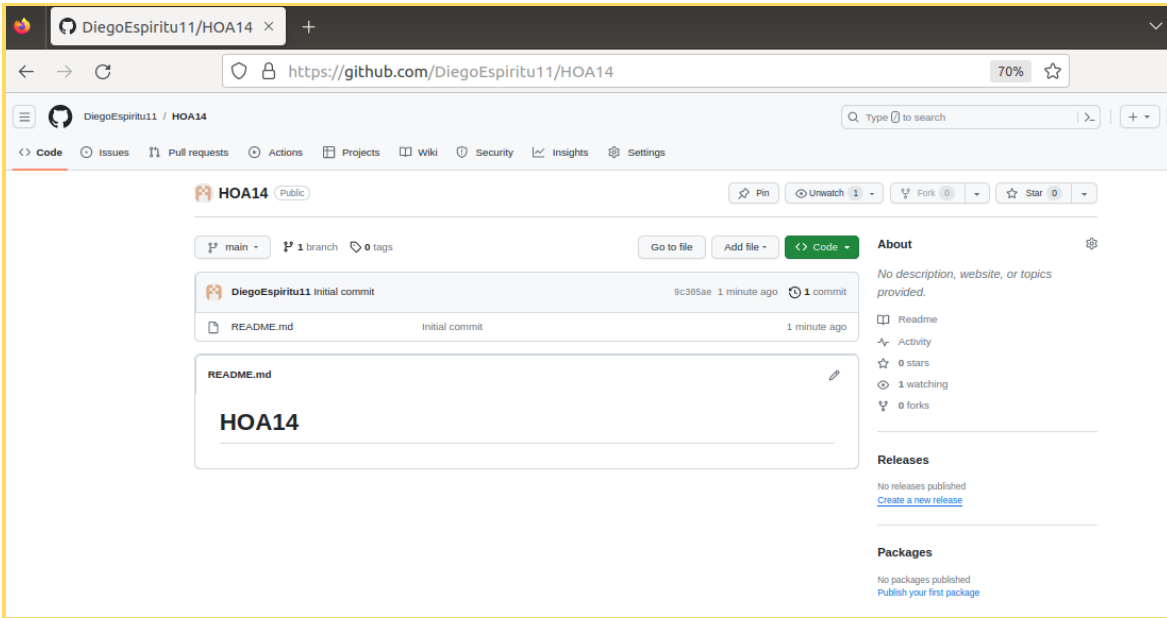 DiegoEspiritu11/HOA14 × +
https://github.com/DiegoEspiritu11/HOA14 70%
DiegoEspiritu11 / HOA14 Type / to search
Code Issues Pull requests Actions Projects Wiki Security Insights Settings
HOA14 Public Pin Unwatch 1 Fork 0 Star 0
main 1 branch 0 tags Go to file Add file Code
DiegoEspiritu11 Initial commit 9c305ae 1 minute ago 1 commit
README.md Initial commit 1 minute ago
README.md
HOA14
About
No description, website, or topics
provided.
Readme
Activity
0 stars
1 watching
0 forks
Releases
No releases published
Create a new release
Packages
No packages published
Publish your first package